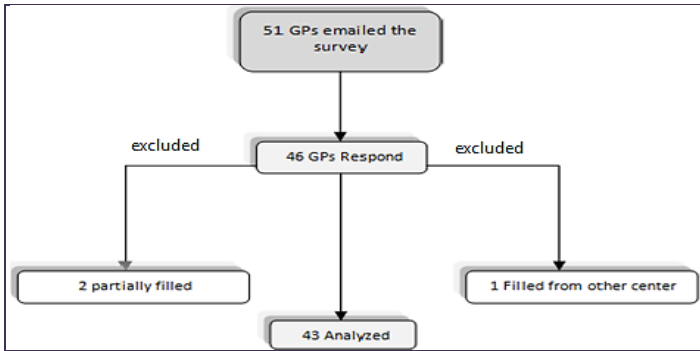 51 GPs emailed the
survey
excluded
46 GPs Respond
excluded
2 partially filled
1 Filled from other center
43 Analyzed